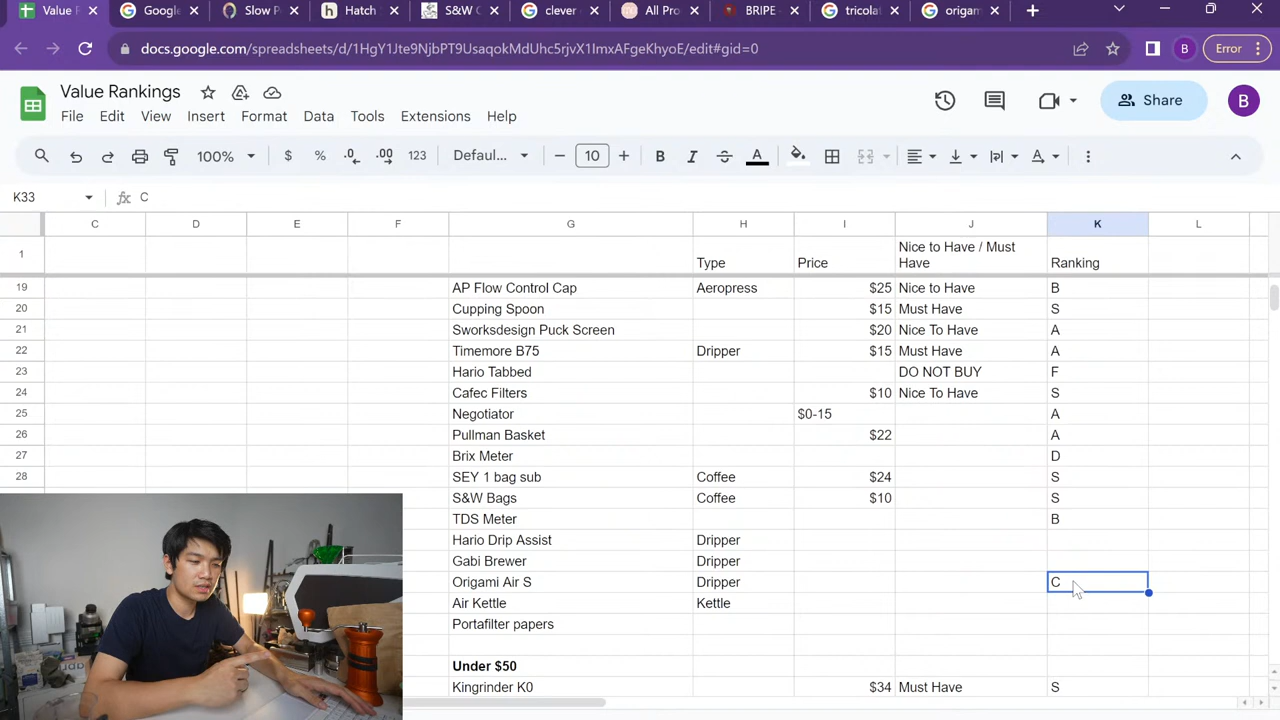 Value R
Google
Slow P
Hatch
S&W C
clever
All Pro
BRIPE -
tricolat
origam
docs.google.com/spreadsheets/d/1HgY1Jte9NjbPT9UsaqokMdUhc5rjvX1ImxAFgeKhyoE/edit#gid=0
B
Error
Value Rankings
File Edit View Insert Format Data Tools Extensions Help
Share
B
100%
$ % .0 .00 123
Defaul...
10
B I A
K33
fx C
C D E F G H I J K L
1 Type Price Nice to Have / Must
Have Ranking
19 AP Flow Control Cap Aeropress $25 Nice to Have B
20 Cupping Spoon $15 Must Have S
21 Sworksdesign Puck Screen $20 Nice To Have A
22 Timemore B75 Dripper $15 Must Have A
23 Hario Tabbed DO NOT BUY F
24 Cafec Filters $10 Nice To Have S
25 Negotiator $0-15 A
26 Pullman Basket $22 A
27 Brix Meter D
28 SEY 1 bag sub Coffee $24 S
S&W Bags Coffee $10 S
TDS Meter B
Hario Drip Assist Dripper
Gabi Brewer Dripper
Origami Air S Dripper C
Air Kettle Kettle
Portafilter papers
Under $50
Kingrinder K0 $34 Must Have S